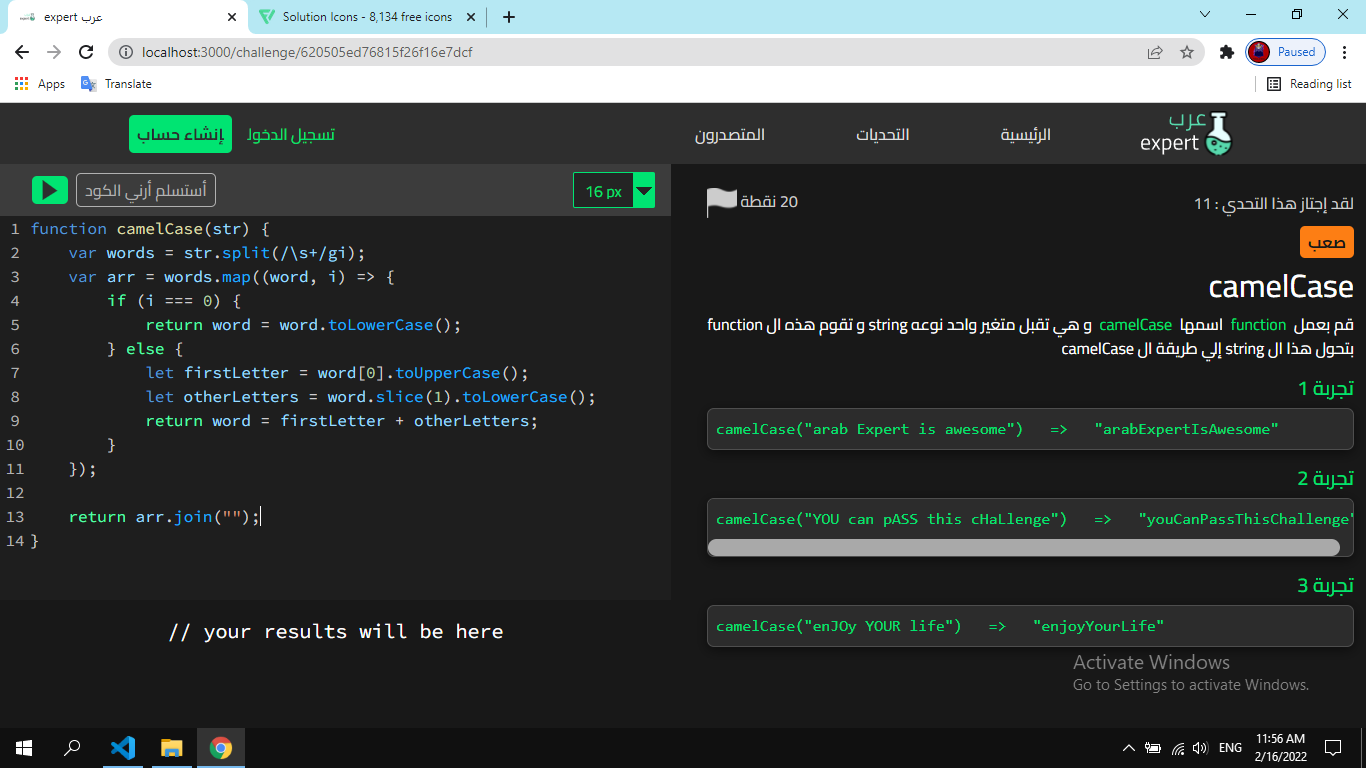 expert عرب
Solution Icons - 8,134 free icons
localhost:3000/challenge/620505ed76815f26f16e7dcf
Paused
Apps
Translate
Reading list
عرب
expert
الرئيسية
التحديات
المتصدرون
تسجيل الدخول
إنشاء حساب
أستسلم أرني الكود
16 px
1 function camelCase(str) {
2 var words = str.split(/\s+/gi);
3 var arr = words.map((word, i) => {
4 if (i === 0) {
5 return word = word.toLowerCase();
6 } else {
7 let firstLetter = word[0].toUpperCase();
8 let otherLetters = word.slice(1).toLowerCase();
9 return word = firstLetter + otherLetters;
10 }
11 });
12
13 return arr.join("");
14 }
// your results will be here
لقد إجتاز هذا التحدي : 11
20 نقطة
صعب
camelCase
قم بعمل function اسمها camelCase و هي تقبل متغير واحد نوعه string و تقوم هذه ال function
بتحول هذا ال string إلي طريقة ال camelCase
تجربة 1
camelCase("arab Expert is awesome") => "arabExpertIsAwesome"
تجربة 2
camelCase("YOU can pASS this cHaLlenge") => "youCanPassThisChallenge"
تجربة 3
camelCase("enJOy YOUR life") => "enjoyYourLife"
Activate Windows
Go to Settings to activate Windows.
ENG
11:56 AM
2/16/2022